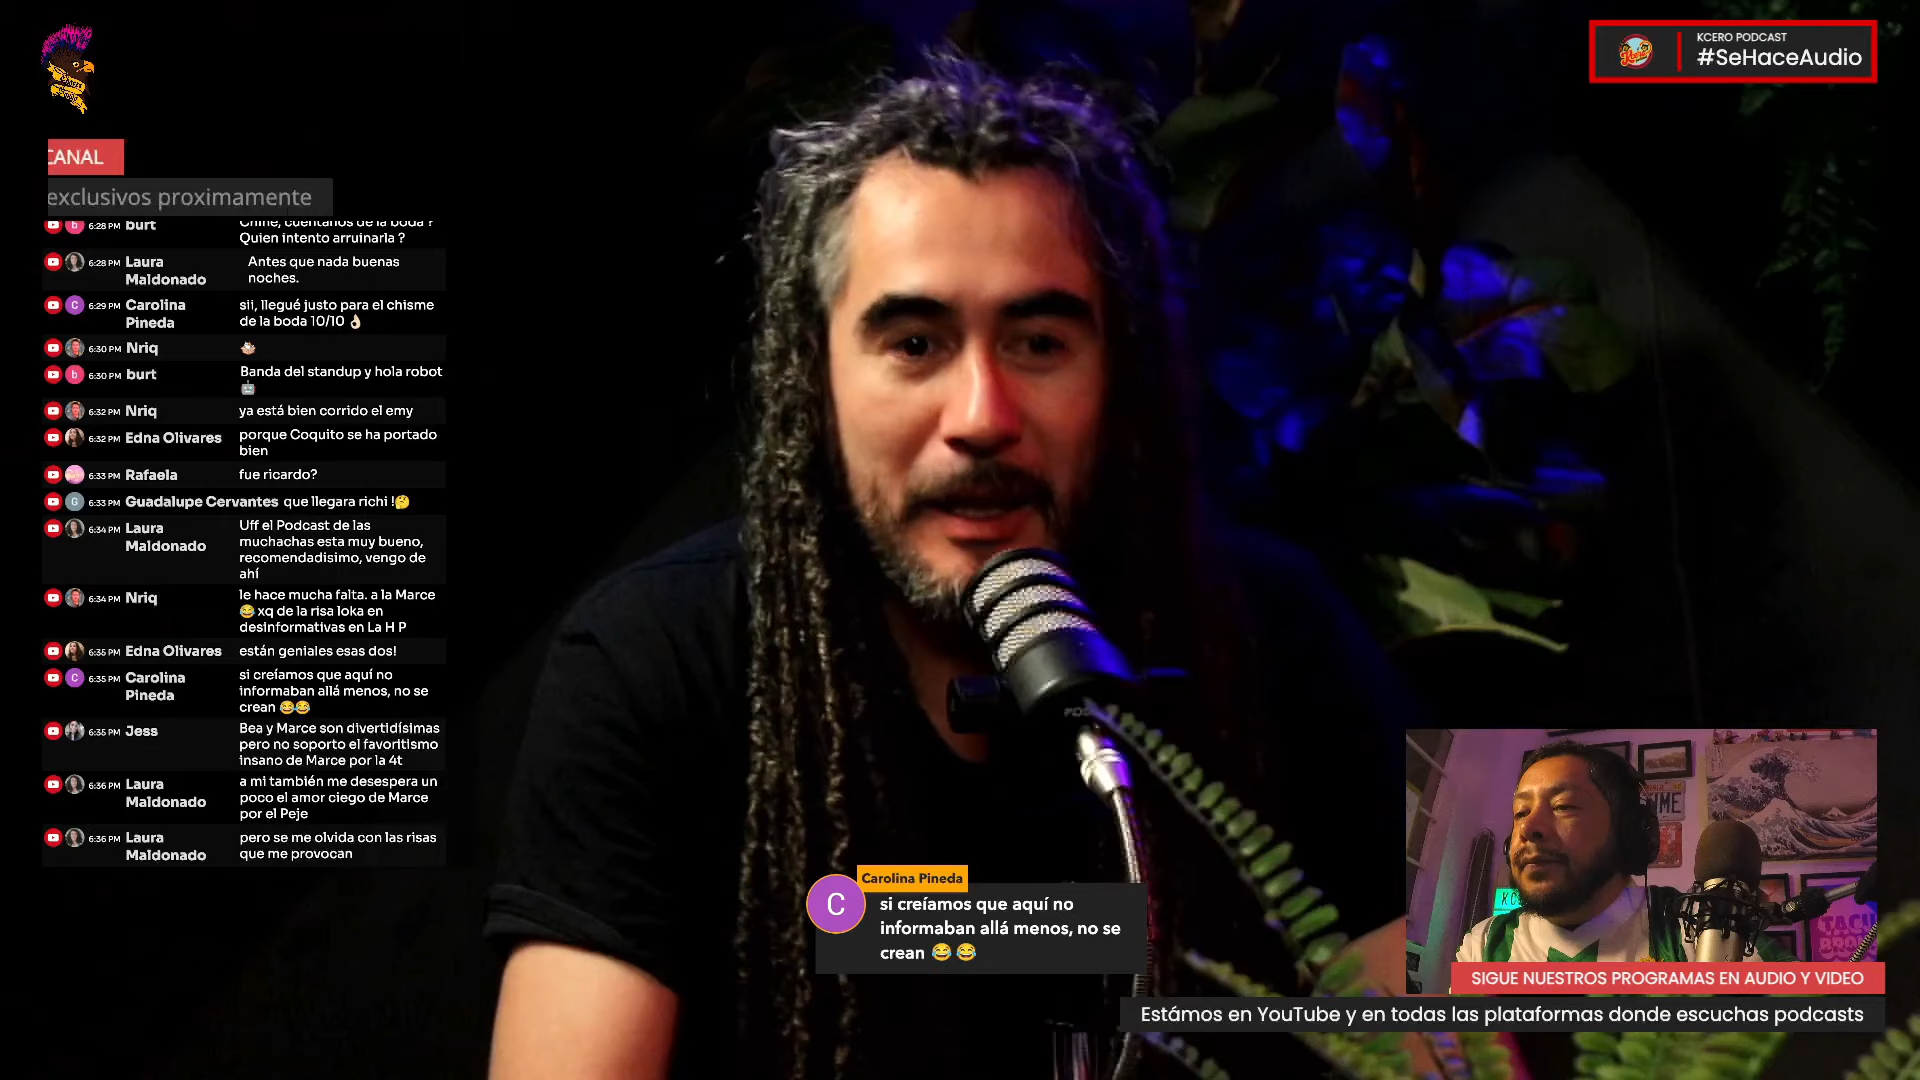 KCERO PODCAST
#SeHaceAudio
CANAL
exclusivos proximamente
6:28 PM burt Chine, cuentanos de la boda ?
Quien intento arruinarla ?
6:28 PM Laura Maldonado Antes que nada buenas
noches.
6:29 PM Carolina Pineda sii, llegué justo para el chisme
de la boda 10/10 👌🏻
6:30 PM Nriq
6:30 PM burt Banda del standup y hola robot
🤖
6:32 PM Nriq ya está bien corrido el emy
6:32 PM Edna Olivares porque Coquito se ha portado
bien
6:33 PM Rafaela fue ricardo?
6:33 PM Guadalupe Cervantes que llegara richi !🤔
6:34 PM Laura Maldonado Uff el Podcast de las
muchachas esta muy bueno,
recomendadisimo, vengo de
ahí
6:34 PM Nriq le hace mucha falta. a la Marce
😂 xq de la risa loka en
desinformativas en La H P
6:35 PM Edna Olivares están geniales esas dos!
6:35 PM Carolina Pineda si creíamos que aquí no
informaban allá menos, no se
crean 😂😂
6:35 PM Jess Bea y Marce son divertidísimas
pero no soporto el favoritismo
insano de Marce por la 4t
6:36 PM Laura Maldonado a mi también me desespera un
poco el amor ciego de Marce
por el Peje
6:36 PM Laura Maldonado pero se me olvida con las risas
que me provocan
Carolina Pineda
C
si creíamos que aquí no
informaban allá menos, no se
crean 😂 😂
SIGUE NUESTROS PROGRAMAS EN AUDIO Y VIDEO
Estámos en YouTube y en todas las plataformas donde escuchas podcasts